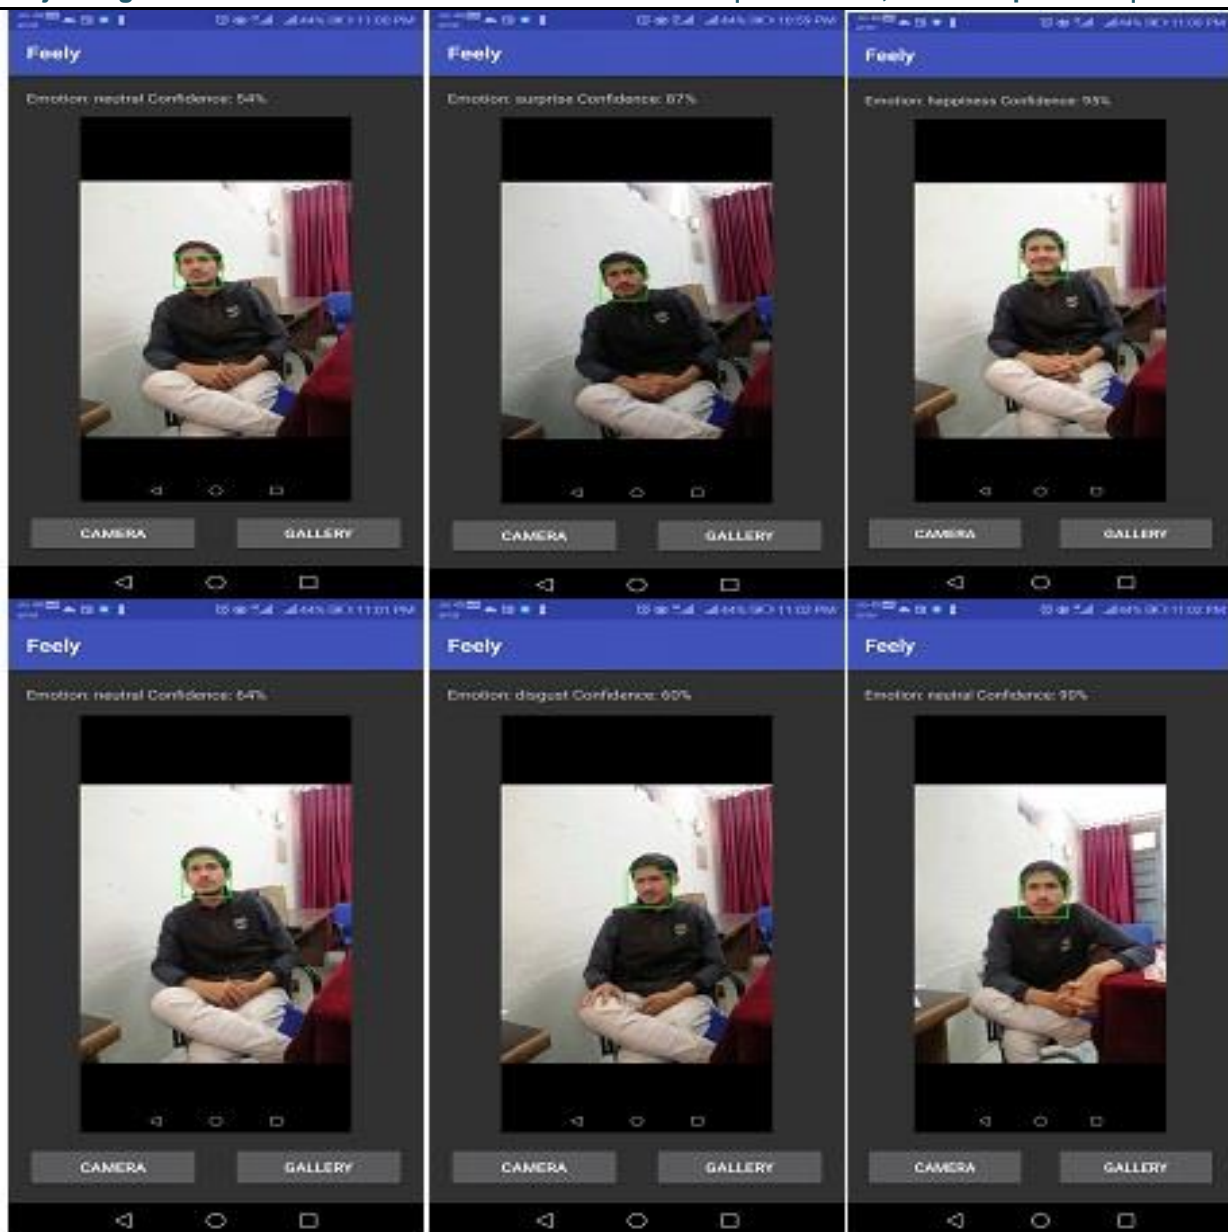 Feely
Emotion: neutral Confidence: 54%
CAMERA GALLERY
Feely
Emotion: surprise Confidence: 87%
CAMERA GALLERY
Feely
Emotion: happiness Confidence: 95%
CAMERA GALLERY
Feely
Emotion: neutral Confidence: 64%
CAMERA GALLERY
Feely
Emotion: disgust Confidence: 60%
CAMERA GALLERY
Feely
Emotion: neutral Confidence: 90%
CAMERA GALLERY